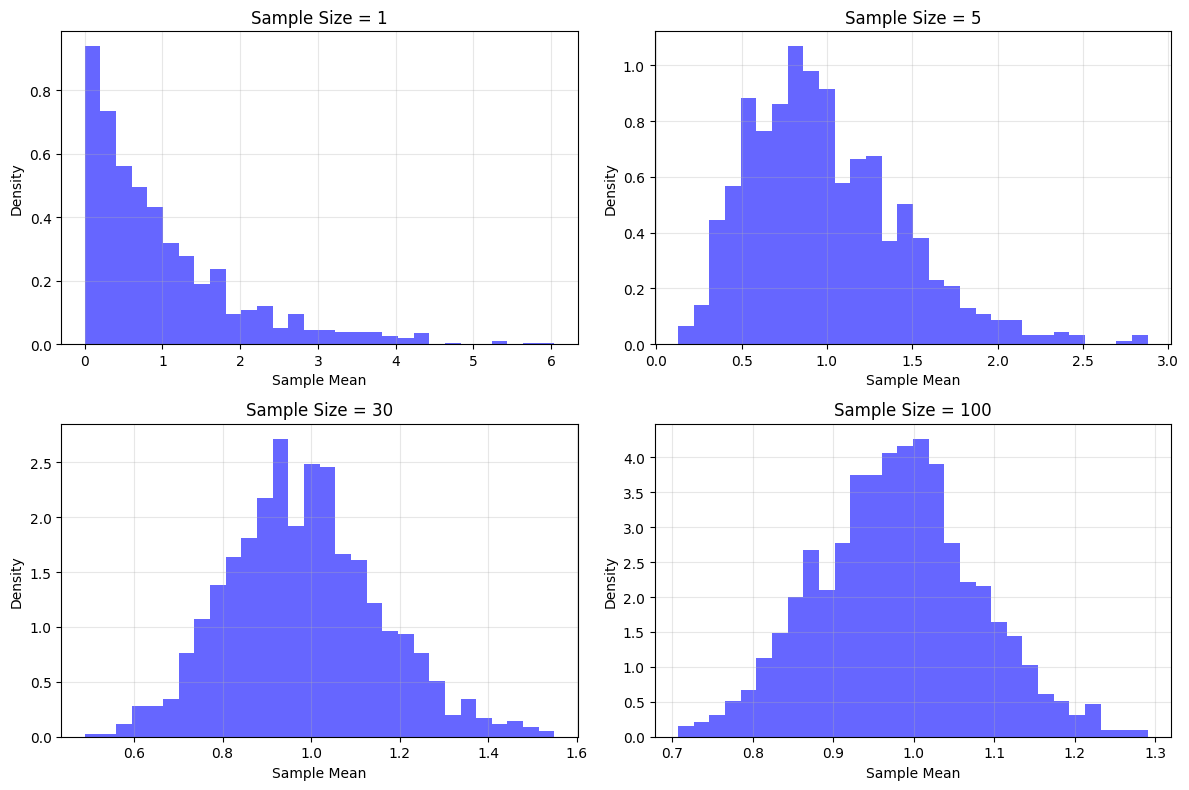 Sample Size = 1
Density
0.8
0.6
0.4
0.2
0.0
0 1 2 3 4 5 6
Sample Mean
Sample Size = 5
Density
1.0
0.8
0.6
0.4
0.2
0.0
0.0 0.5 1.0 1.5 2.0 2.5 3.0
Sample Mean
Sample Size = 30
Density
2.5
2.0
1.5
1.0
0.5
0.0
0.6 0.8 1.0 1.2 1.4 1.6
Sample Mean
Sample Size = 100
Density
4.0
3.5
3.0
2.5
2.0
1.5
1.0
0.5
0.0
0.7 0.8 0.9 1.0 1.1 1.2 1.3
Sample Mean